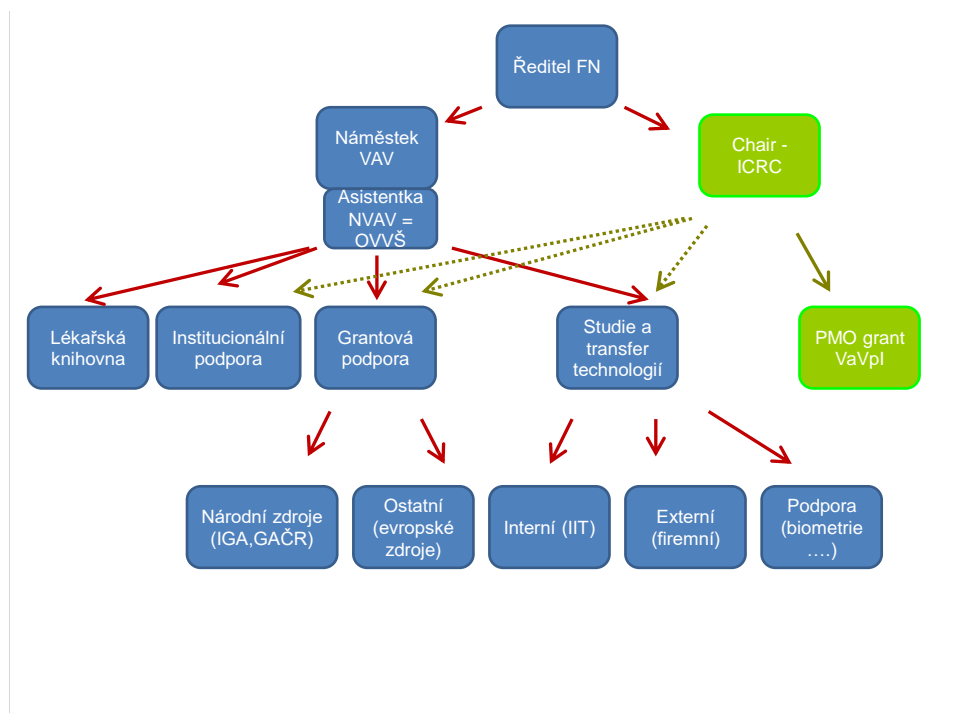 Ředitel FN
Náměstek
VAV
Chair -
ICRC
Asistentka
NVAV =
OVVŠ
Lékařská
knihovna
Institucionální
podpora
Grantová
podpora
Studie a
transfer
technologií
PMO grant
VaVpI
Národní zdroje
(IGA,GAČR)
Ostatní
(evropské
zdroje)
Interní (IIT)
Externí
(firemní)
Podpora
(biometrie
….)